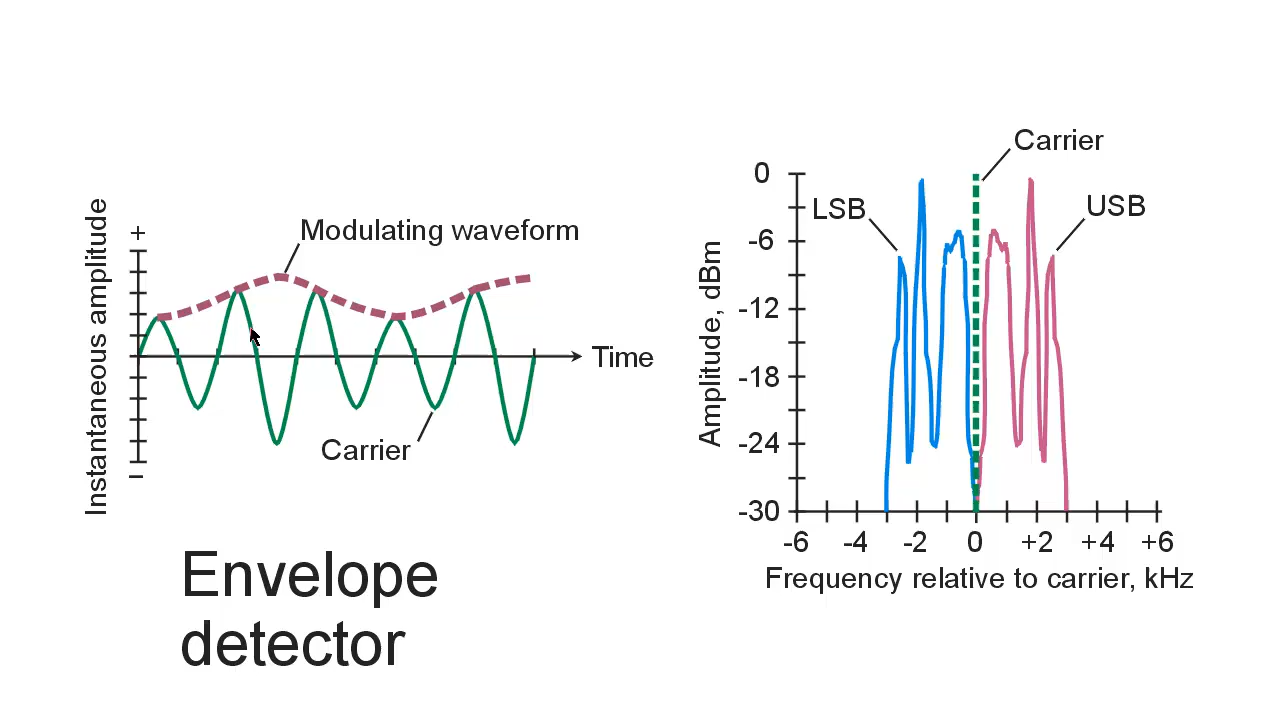 Instantaneous amplitude
+
–
Modulating waveform
Time
Carrier
Envelope
detector
Carrier
LSB
USB
Amplitude, dBm
0
-6
-12
-18
-24
-30
-6 -4 -2 0 +2 +4 +6
Frequency relative to carrier, kHz